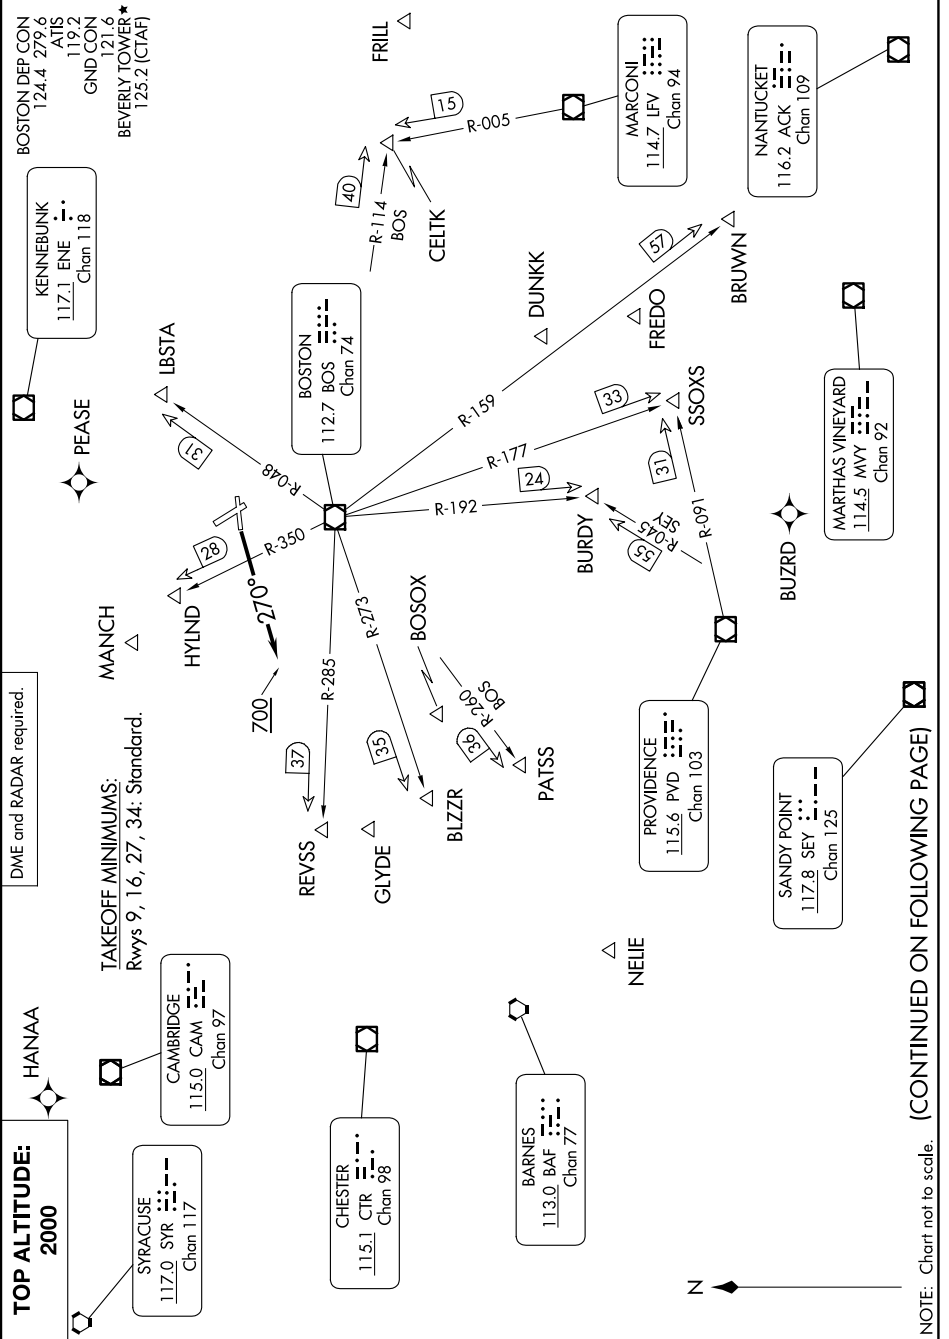 TOP ALTITUDE:
2000
HANAA
DME and RADAR required.
TAKEOFF MINIMUMS:
Rwys 9, 16, 27, 34: Standard.
BOSTON DEP CON
124.4 279.6
ATIS
119.2
GND CON
121.6
BEVERLY TOWER★
125.2 (CTAF)
KENNEBUNK
117.1 ENE
Chan 118
PEASE
SYRACUSE
117.0 SYR
Chan 117
CAMBRIDGE
115.0 CAM
Chan 97
MANCH
HYLND
LBSTA
31
R-048
28
R-350
270°
700
BOSTON
112.7 BOS
Chan 74
FRILL
40
R-114
BOS
CELTK
15
R-005
REVSS
37
R-285
GLYDE
35
R-273
BLZZR
BOSOX
R-260
BOS
36
PATSS
CHESTER
115.1 CTR
Chan 98
BARNES
113.0 BAF
Chan 77
NELIE
R-192
24
BURDY
R-177
33
SSOXS
31
R-091
R-045
SEY
55
R-159
57
DUNKK
FREDO
BRUWN
MARCONI
114.7 LFV
Chan 94
NANTUCKET
116.2 ACK
Chan 109
PROVIDENCE
115.6 PVD
Chan 103
BUZRD
MARTHAS VINEYARD
114.5 MVY
Chan 92
SANDY POINT
117.8 SEY
Chan 125
N
NOTE: Chart not to scale.
(CONTINUED ON FOLLOWING PAGE)